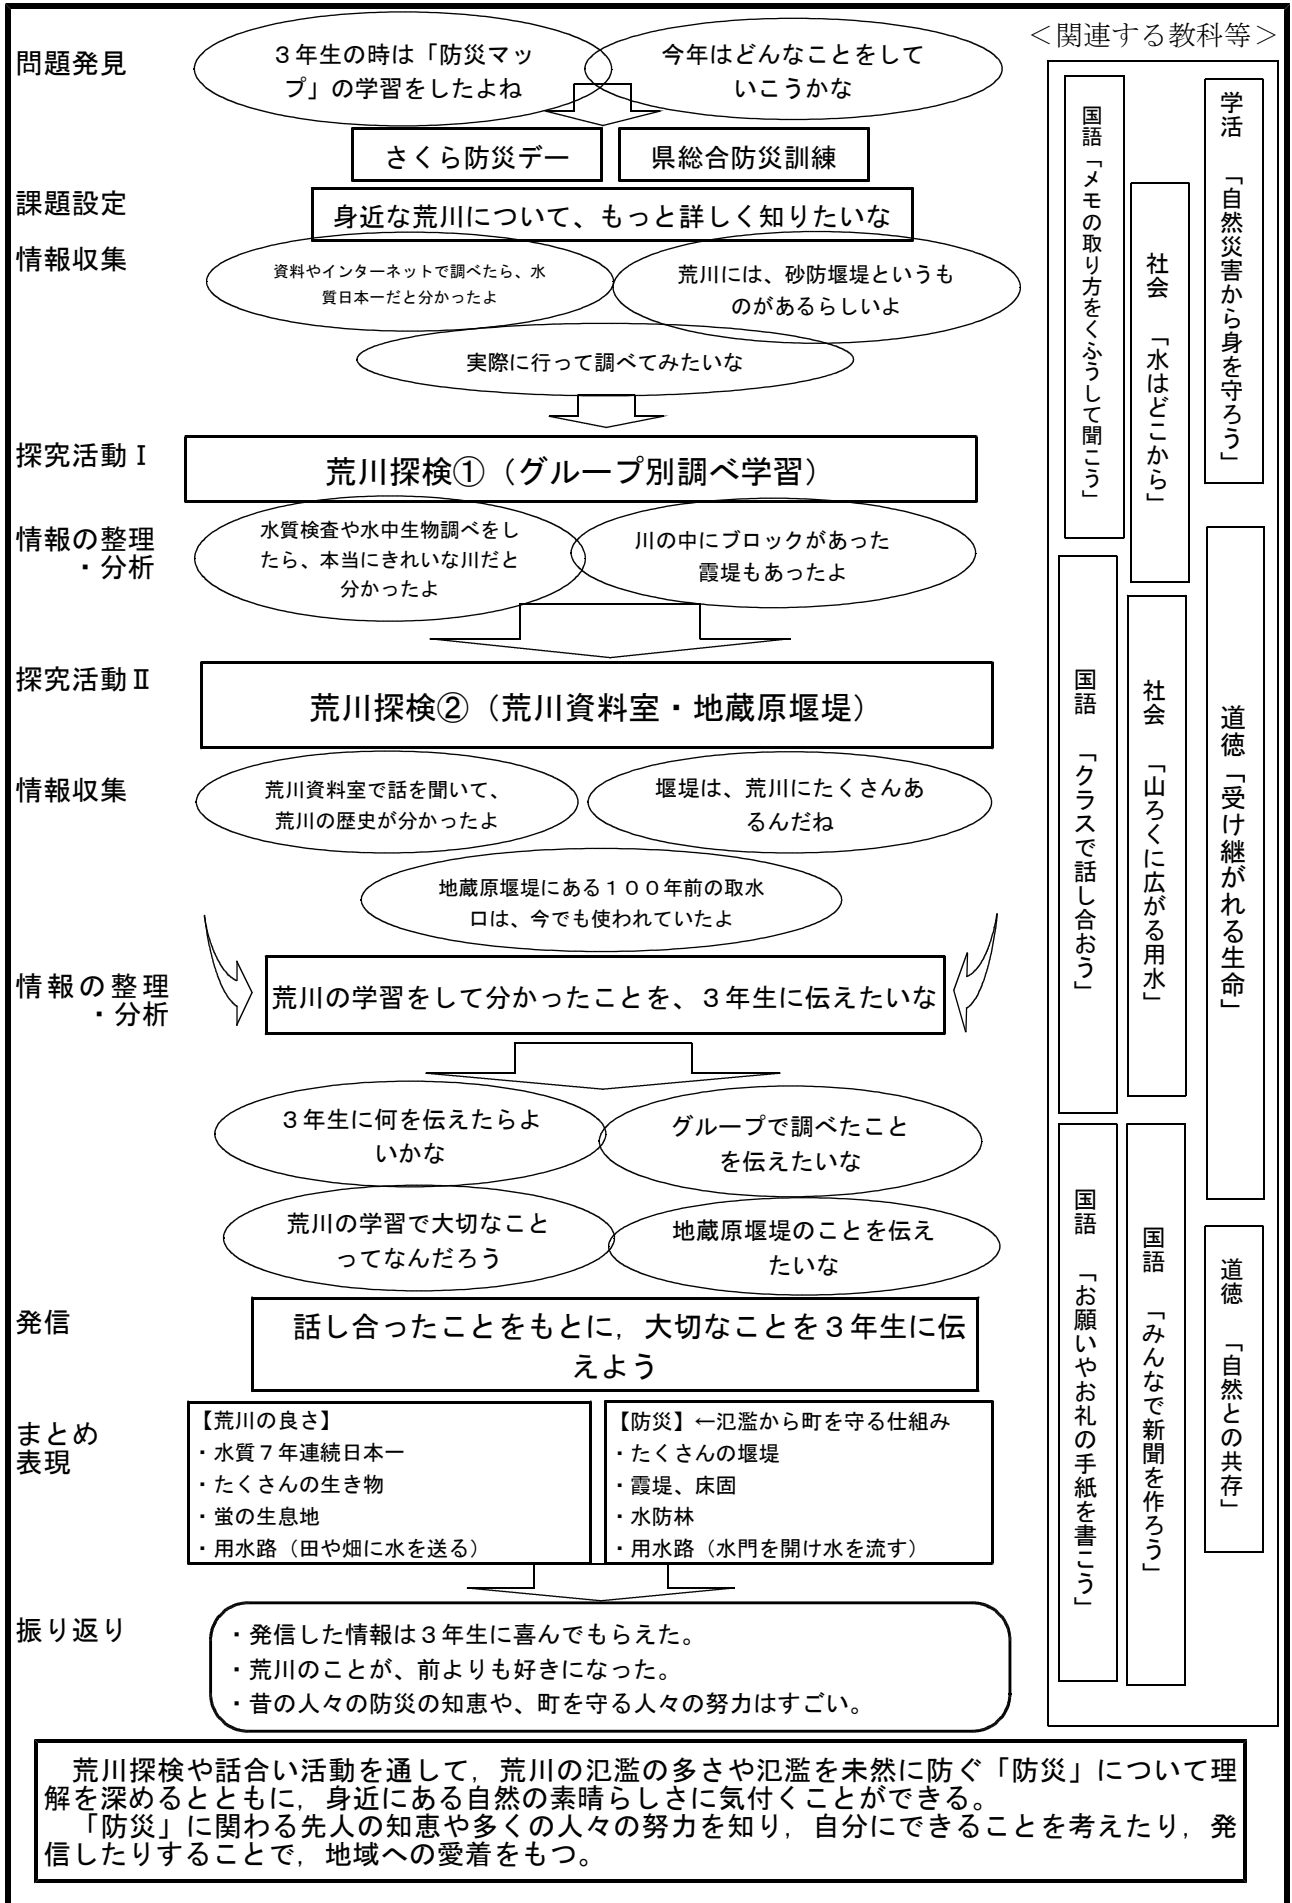 ＜関連する教科等＞
問題発見
３年生の時は「防災マッ
プ」の学習をしたよね
今年はどんなことをして
いこうかな
さくら防災デー
県総合防災訓練
課題設定
身近な荒川について、もっと詳しく知りたいな
情報収集
資料やインターネットで調べたら、水
質日本一だと分かったよ
荒川には、砂防堰堤というも
のがあるらしいよ
実際に行って調べてみたいな
探究活動Ⅰ
荒川探検①（グループ別調べ学習）
情報の整理
・分析
水質検査や水中生物調べをし
たら、本当にきれいな川だと
分かったよ
川の中にブロックがあった
霞堤もあったよ
探究活動Ⅱ
荒川探検②（荒川資料室・地蔵原堰堤）
情報収集
荒川資料室で話を聞いて、
荒川の歴史が分かったよ
堰堤は、荒川にたくさんあ
るんだね
地蔵原堰堤にある１００年前の取水
口は、今でも使われていたよ
情報の整理
・分析
荒川の学習をして分かったことを、３年生に伝えたいな
３年生に何を伝えたらよ
いかな
グループで調べたこと
を伝えたいな
荒川の学習で大切なこと
ってなんだろう
地蔵原堰堤のことを伝え
たいな
発信
話し合ったことをもとに，大切なことを３年生に伝
えよう
まとめ
表現
【荒川の良さ】
・水質７年連続日本一
・たくさんの生き物
・蛍の生息地
・用水路（田や畑に水を送る）
【防災】←氾濫から町を守る仕組み
・たくさんの堰堤
・霞堤、床固
・水防林
・用水路（水門を開け水を流す）
振り返り
・発信した情報は３年生に喜んでもらえた。
・荒川のことが、前よりも好きになった。
・昔の人々の防災の知恵や、町を守る人々の努力はすごい。
学活　「自然災害から身を守ろう」
社会　「水はどこから」
国語「メモの取り方をくふうして聞こう」
道徳「受け継がれる生命」
社会　「山ろくに広がる用水」
国語　「クラスで話し合おう」
道徳　「自然との共存」
国語　「みんなで新聞を作ろう」
国語　「お願いやお礼の手紙を書こう」
荒川探検や話合い活動を通して，荒川の氾濫の多さや氾濫を未然に防ぐ「防災」について理
解を深めるとともに，身近にある自然の素晴らしさに気付くことができる。
「防災」に関わる先人の知恵や多くの人々の努力を知り，自分にできることを考えたり，発
信したりすることで，地域への愛着をもつ。